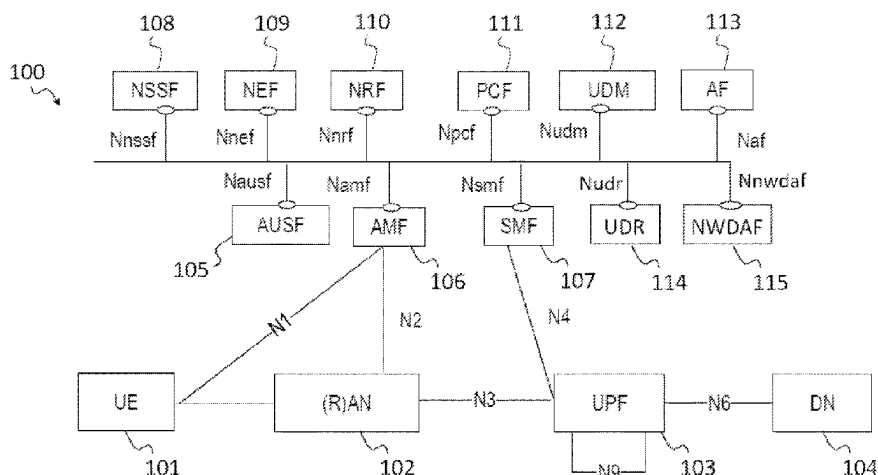 108 109 110 111 112 113
100
NSSF NEF NRF PCF UDM AF
Nnssf Nnef Nnrf Npcf Nudm Naf
Nausf Namf Nsmf Nudr Nnwdaf
AUSF AMF SMF UDR NWDAF
105 106 107 114 115
N1 N2 N4
UE (R)AN N3 UPF N6 DN
N9
101 102 103 104